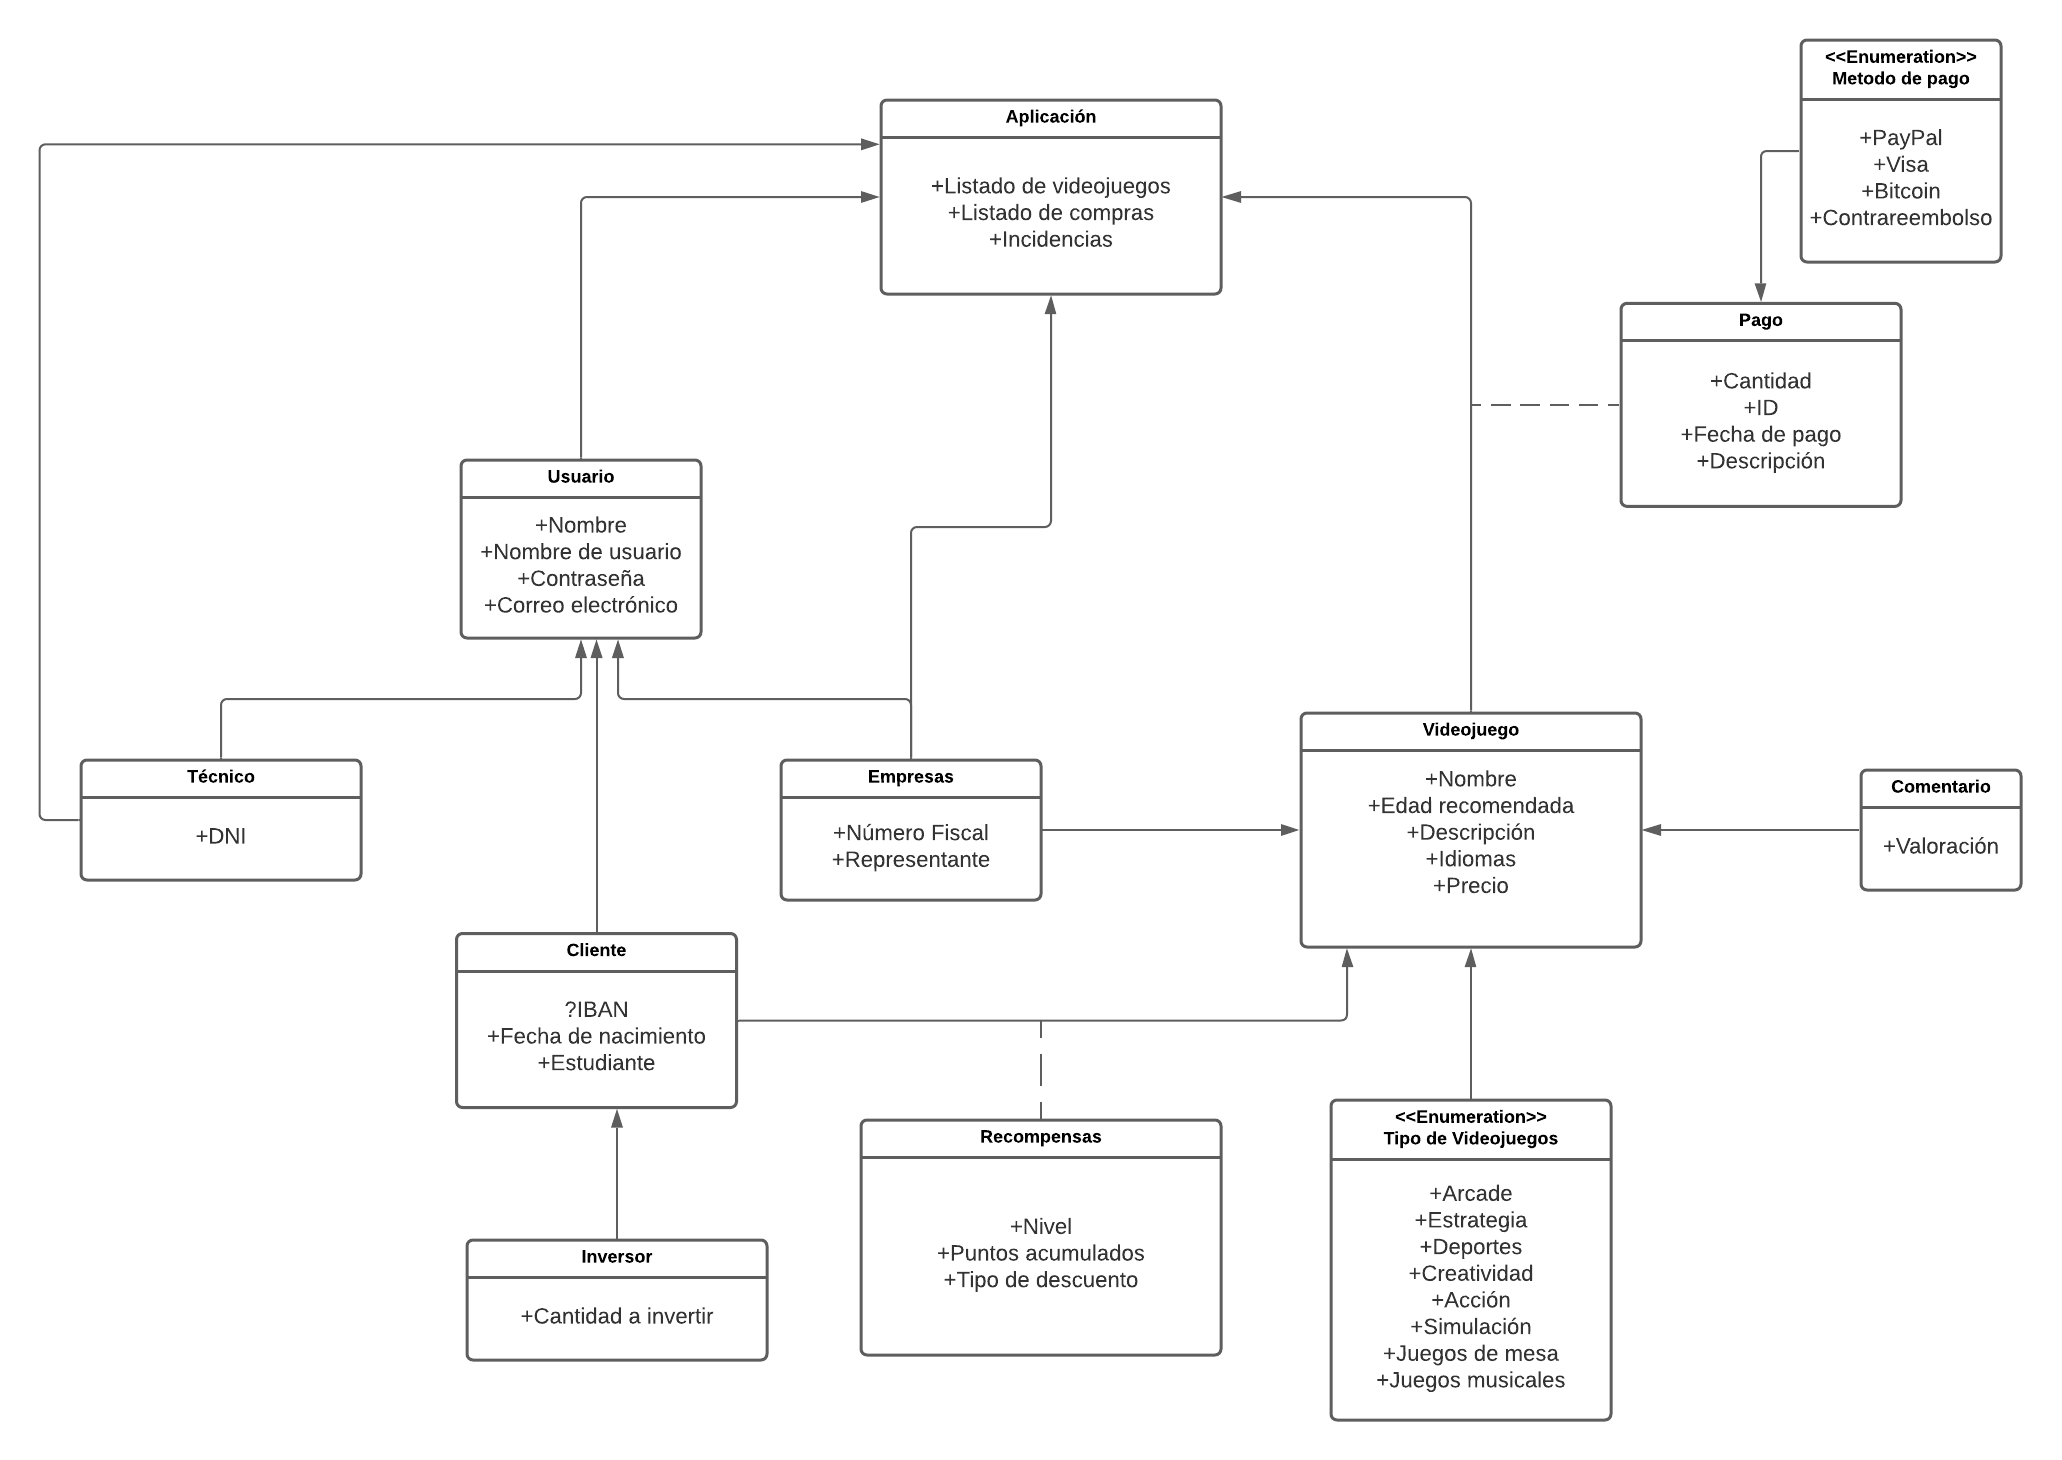 <<Enumeration>>
Metodo de pago
+PayPal
+Visa
+Bitcoin
+Contrareembolso
Aplicación
+Listado de videojuegos
+Listado de compras
+Incidencias
Pago
+Cantidad
+ID
+Fecha de pago
+Descripción
Usuario
+Nombre
+Nombre de usuario
+Contraseña
+Correo electrónico
Técnico
+DNI
Empresas
+Número Fiscal
+Representante
Videojuego
+Nombre
+Edad recomendada
+Descripción
+Idiomas
+Precio
Comentario
+Valoración
Cliente
?IBAN
+Fecha de nacimiento
+Estudiante
Inversor
+Cantidad a invertir
Recompensas
+Nivel
+Puntos acumulados
+Tipo de descuento
<<Enumeration>>
Tipo de Videojuegos
+Arcade
+Estrategia
+Deportes
+Creatividad
+Acción
+Simulación
+Juegos de mesa
+Juegos musicales